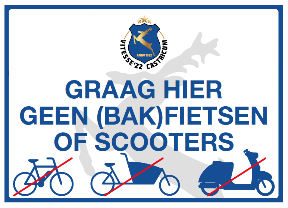 VITESSE'22 CASTRICUM
GRAAG HIER
GEEN (BAK)FIETSEN
OF SCOOTERS